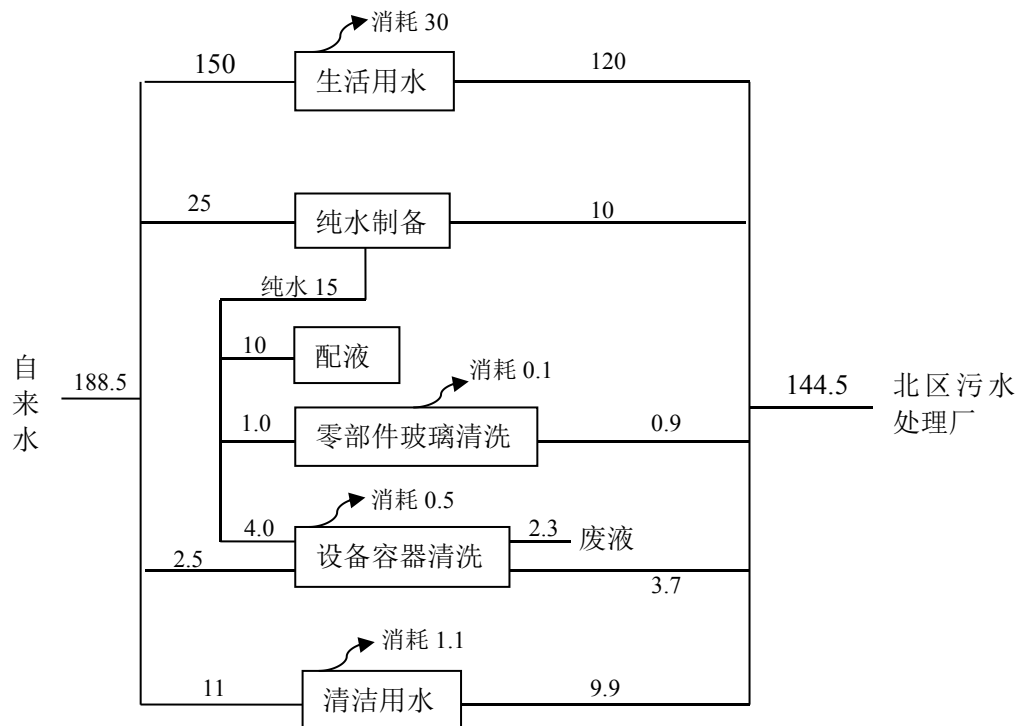 消耗 30
150
生活用水
120
25
纯水制备
10
纯水 15
10
配液
自来水
188.5
消耗 0.1
1.0
零部件玻璃清洗
0.9
144.5
北区污水
处理厂
消耗 0.5
4.0
设备容器清洗
2.3
废液
2.5
3.7
消耗 1.1
11
清洁用水
9.9